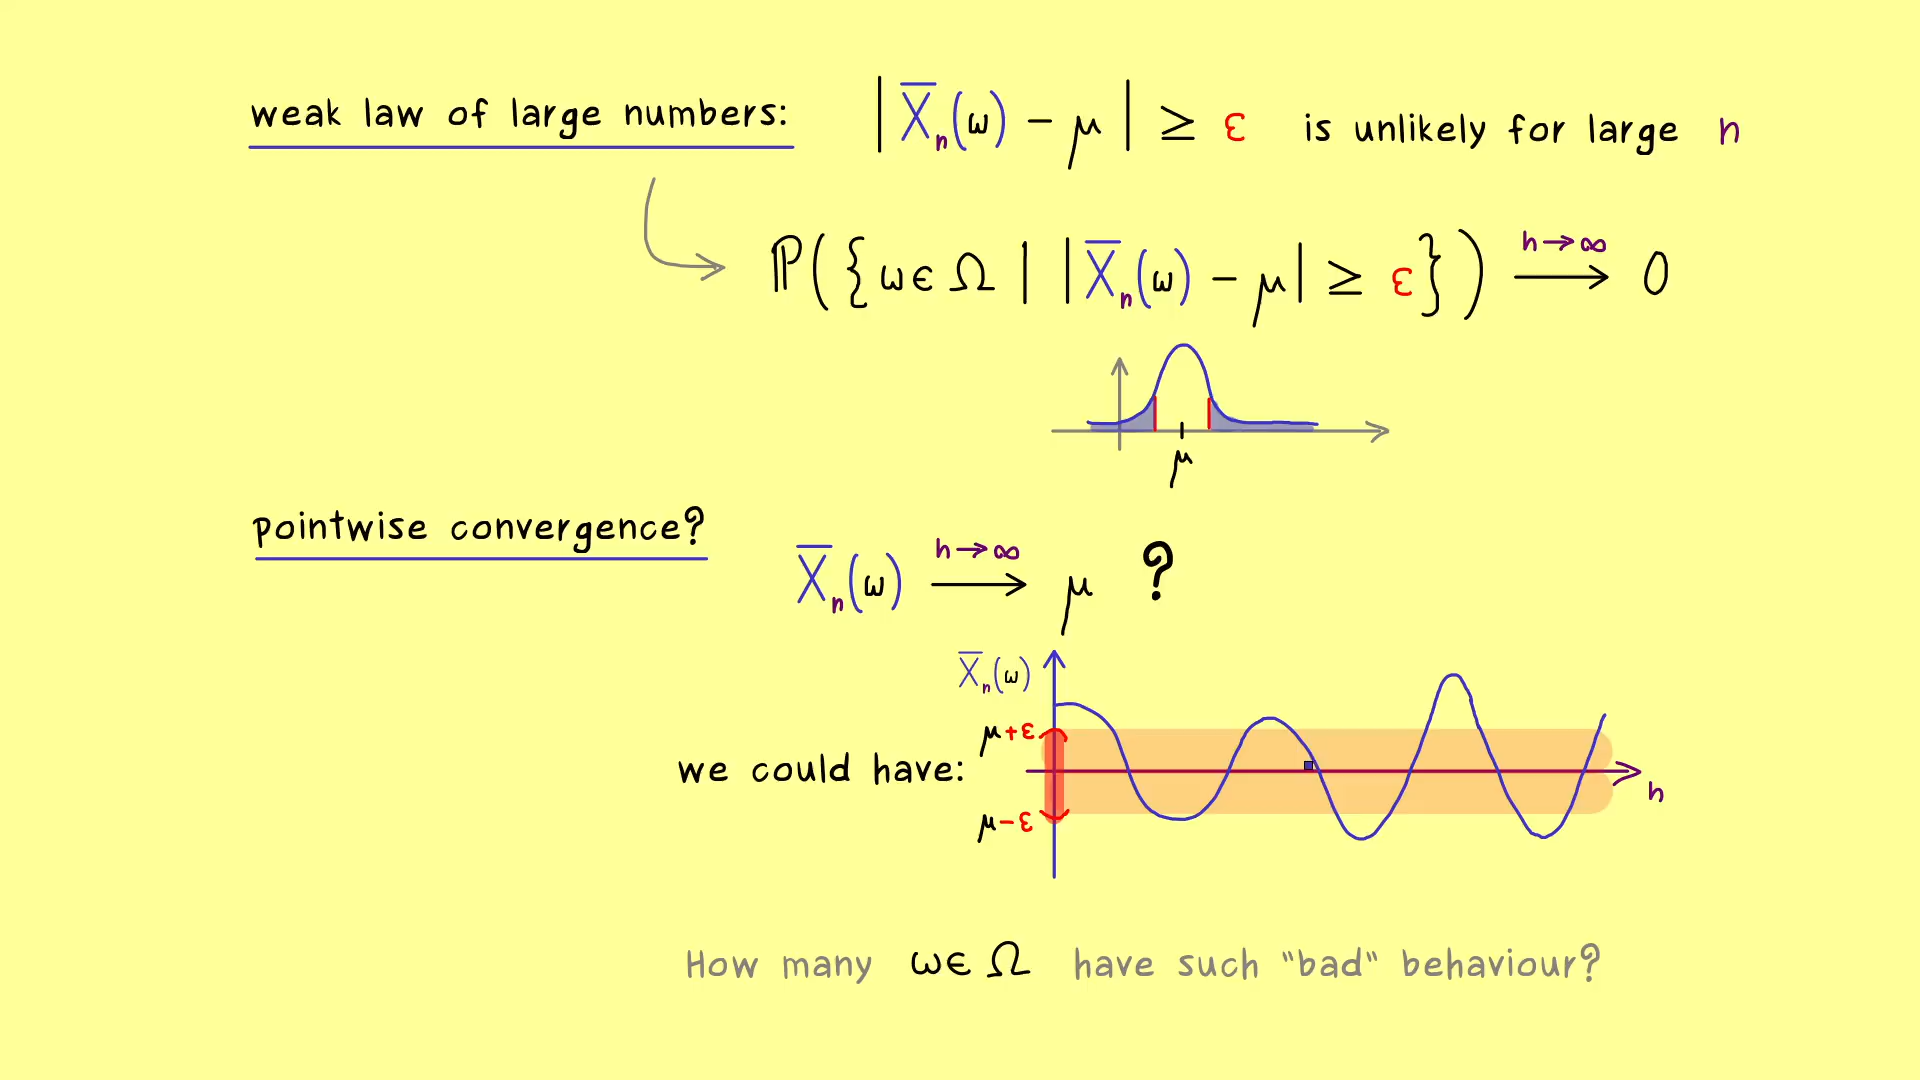 weak law of large numbers: | X̅ₙ(ω) − μ | ≥ ε is unlikely for large n
ℙ({ω∈Ω | |X̅ₙ(ω) − μ| ≥ ε}) n→∞ ⟶ 0
μ
pointwise convergence?
X̅ₙ(ω) n→∞ ⟶ μ ?
X̅ₙ(ω)
μ+ε
we could have:
n
μ−ε
How many ω∈Ω have such "bad" behaviour?